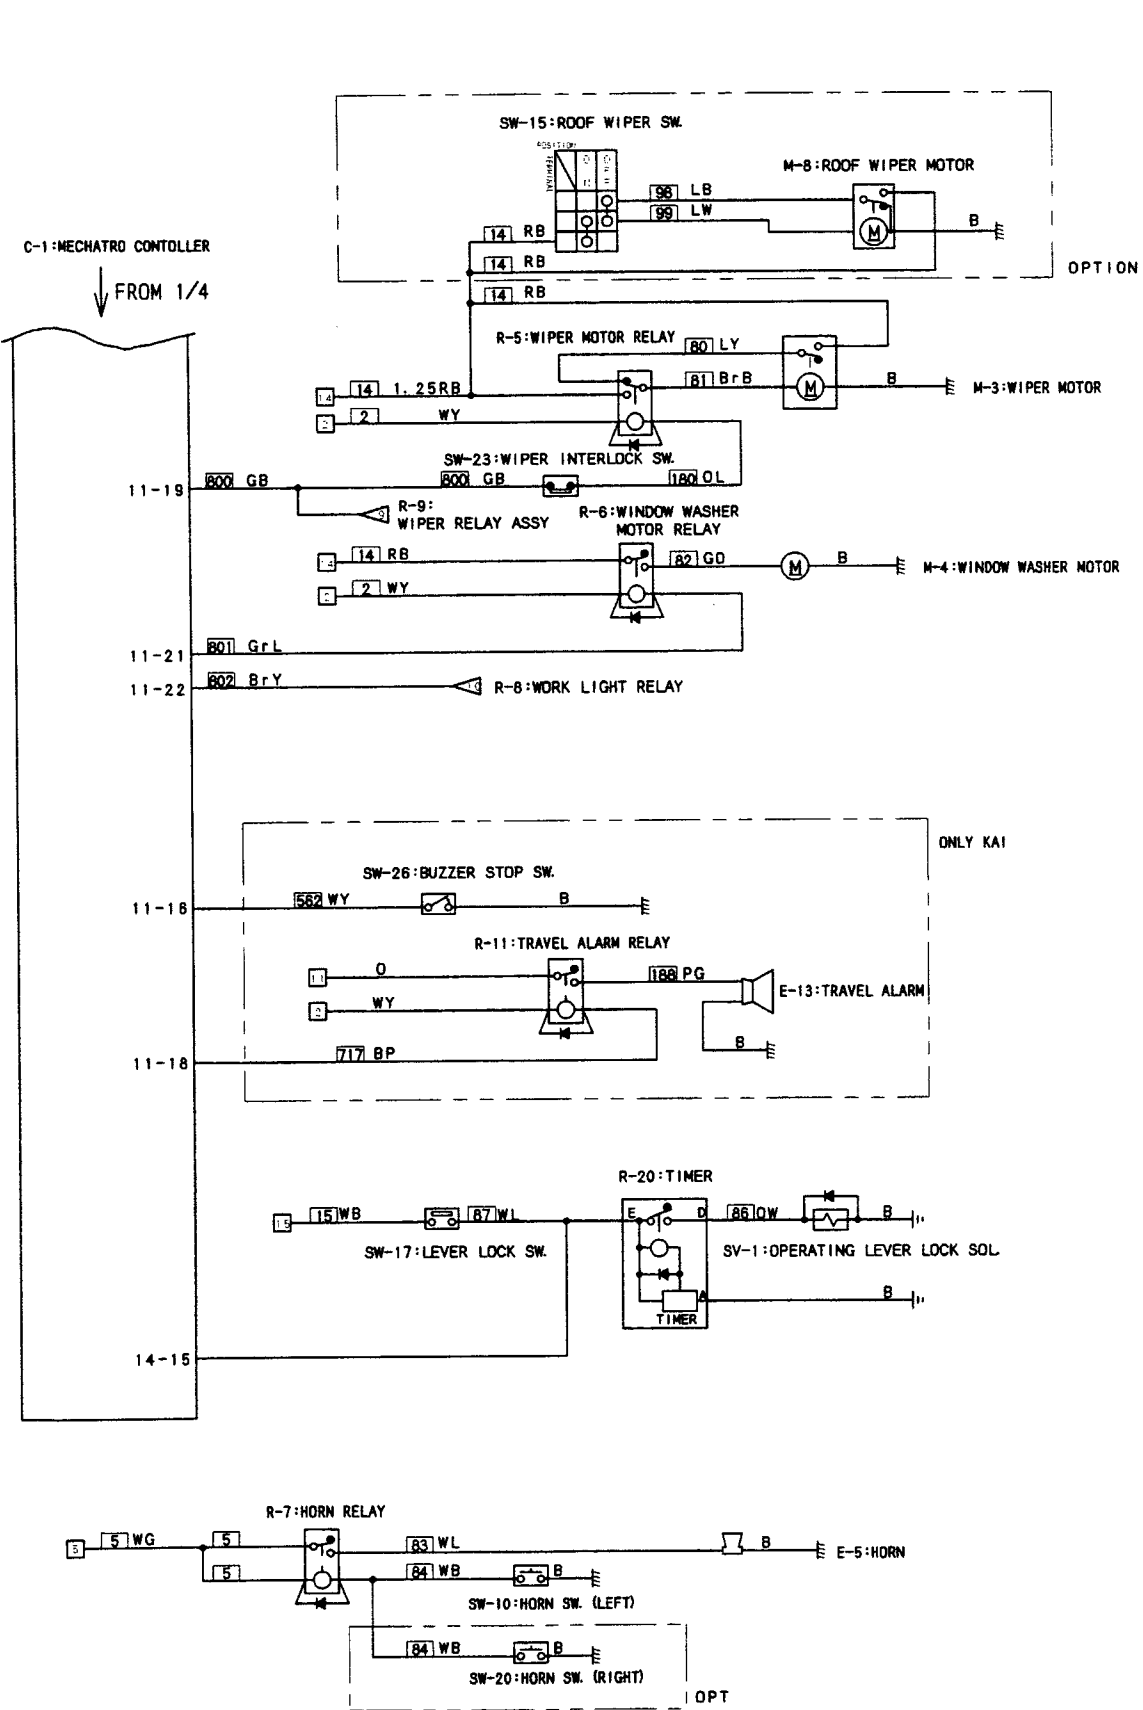 SW-15:ROOF WIPER SW.
POSITION
TERMINAL
M-8:ROOF WIPER MOTOR
98 LB
99 LW
14 RB
B
M
14 RB
OPTION
C-1:MECHATRO CONTOLLER
FROM 1/4
14 RB
R-5:WIPER MOTOR RELAY
80 LY
14 14 1.25RB
81 BrB
M
B
M-3:WIPER MOTOR
2 2 WY
SW-23:WIPER INTERLOCK SW.
11-19 800 GB
800 GB
180 OL
9 R-9:
WIPER RELAY ASSY
R-6:WINDOW WASHER
MOTOR RELAY
14 14 RB
82 GO
M
B
M-4:WINDOW WASHER MOTOR
2 2 WY
11-21 801 GrL
11-22 802 BrY
10 R-8:WORK LIGHT RELAY
ONLY KAI
SW-26:BUZZER STOP SW.
11-16 562 WY
B
R-11:TRAVEL ALARM RELAY
O
188 PG
E-13:TRAVEL ALARM
2 WY
B
11-18 717 BP
R-20:TIMER
15 15 WB
87 WL
E
D
86 OW
B
SW-17:LEVER LOCK SW.
SV-1:OPERATING LEVER LOCK SOL.
A
B
TIMER
14-15
R-7:HORN RELAY
5 5 WG
5
83 WL
B
E-5:HORN
5
84 WB
B
SW-10:HORN SW. (LEFT)
84 WB
B
SW-20:HORN SW. (RIGHT)
OPT